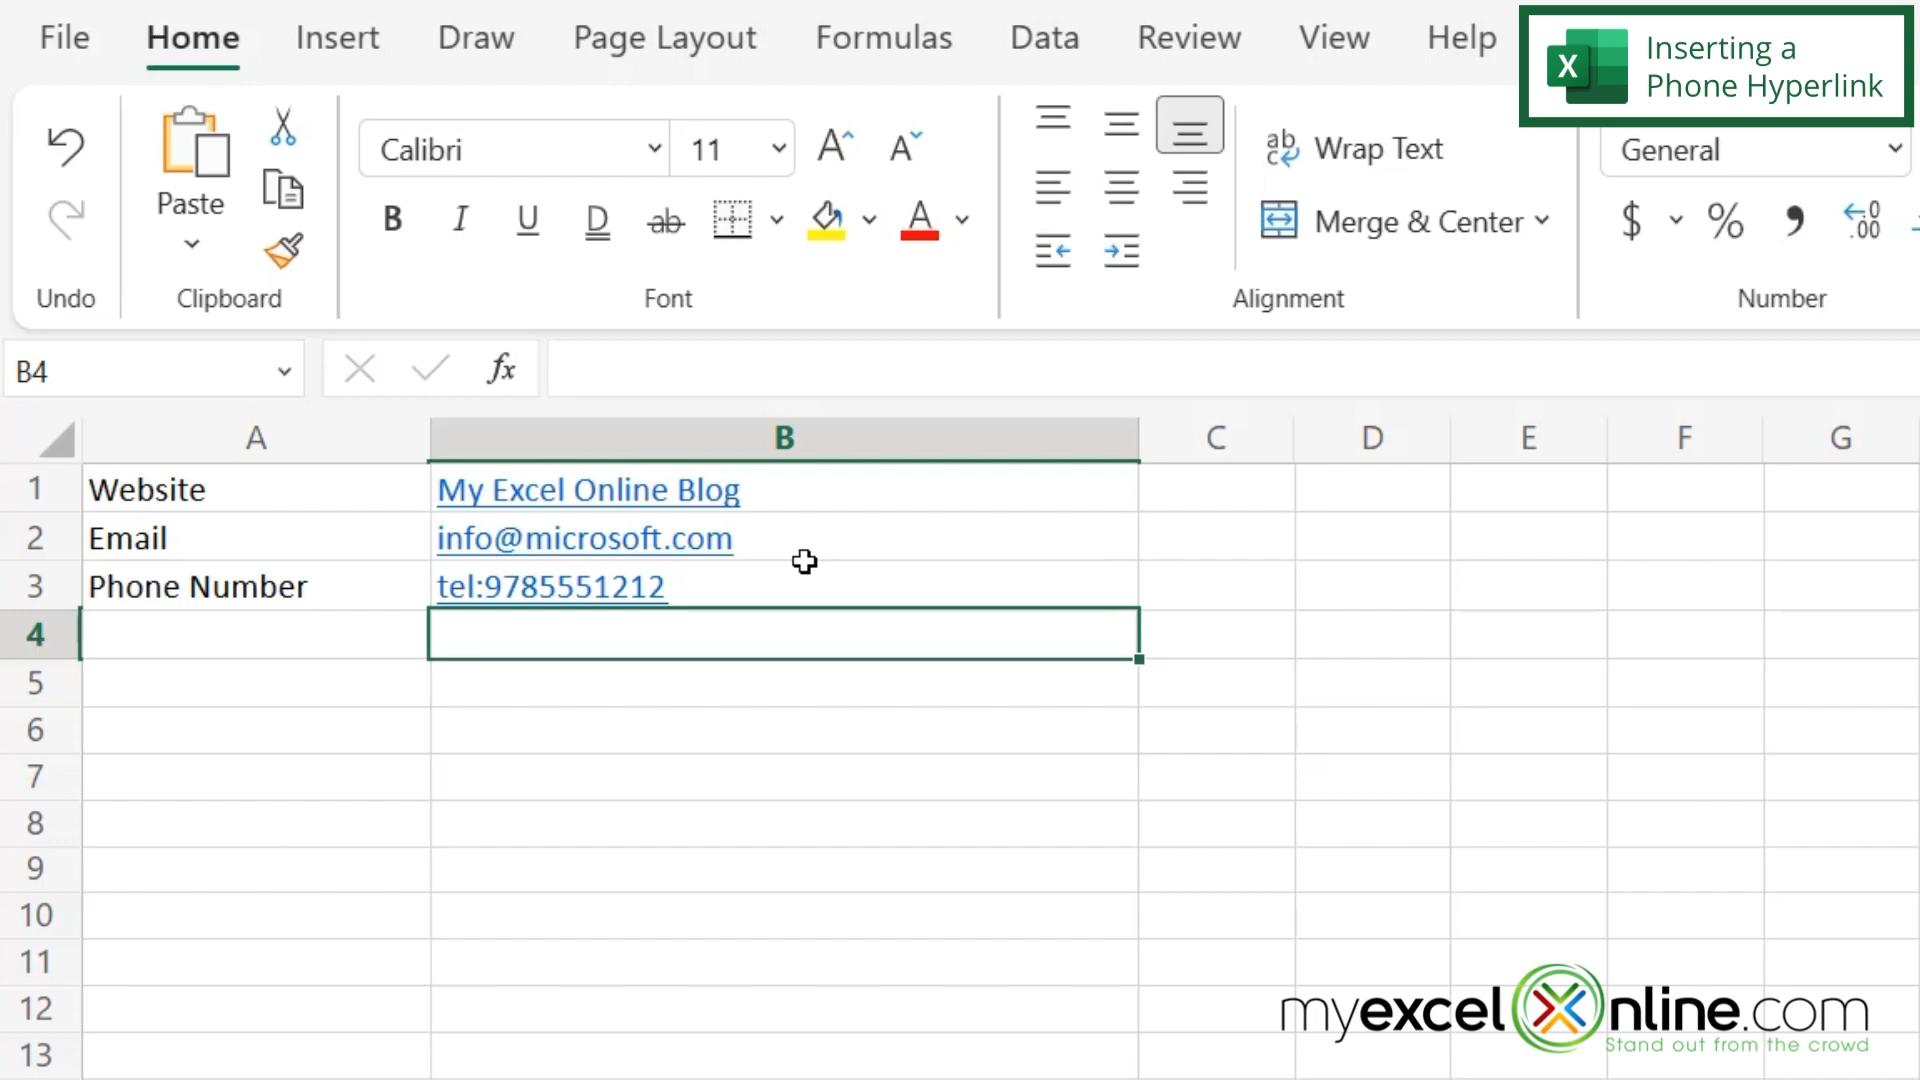 File Home Insert Draw Page Layout Formulas Data Review View Help
Inserting a
Phone Hyperlink
Paste
Calibri 11 A A
ab
c Wrap Text
General
B I U D ab A
Merge & Center
$ % , .00
Undo Clipboard Font Alignment Number
B4 fx
A B C D E F G
1 Website My Excel Online Blog
2 Email info@microsoft.com
3 Phone Number tel:9785551212
4
5
6
7
8
9
10
11
12
13
myexcelonline.com
Stand out from the crowd